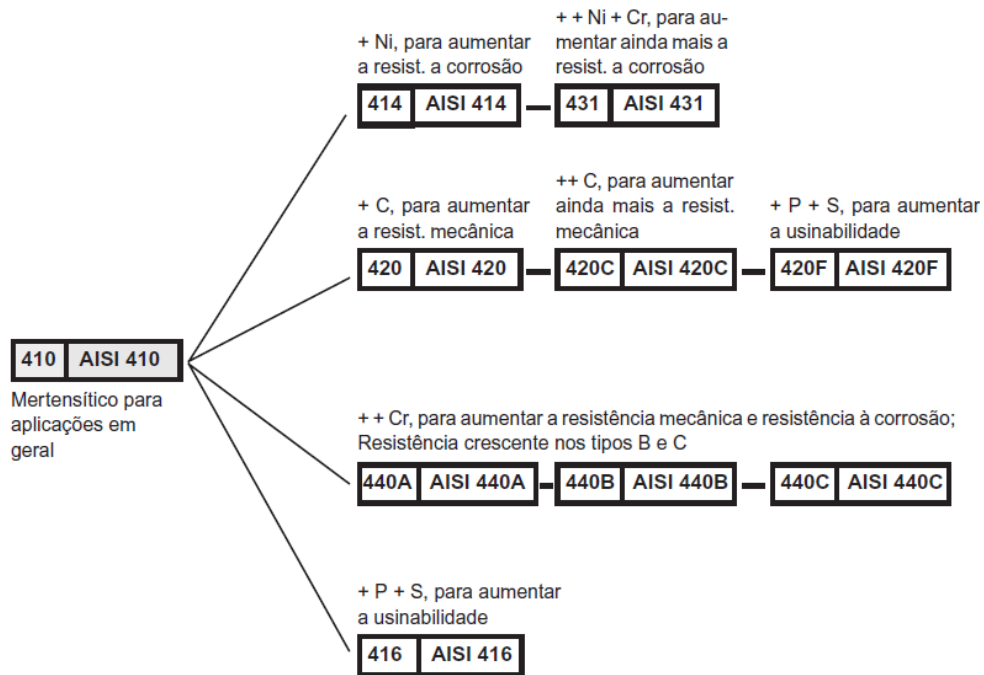 + Ni, para aumentar
a resist. a corrosão
+ + Ni + Cr, para au-
mentar ainda mais a
resist. a corrosão
414 AISI 414
431 AISI 431
+ C, para aumentar
a resist. mecânica
++ C, para aumentar
ainda mais a resist.
mecânica
+ P + S, para aumentar
a usinabilidade
420 AISI 420
420C AISI 420C
420F AISI 420F
410 AISI 410
Mertensítico para
aplicações em
geral
+ + Cr, para aumentar a resistência mecânica e resistência à corrosão;
Resistência crescente nos tipos B e C
440A AISI 440A
440B AISI 440B
440C AISI 440C
+ P + S, para aumentar
a usinabilidade
416 AISI 416